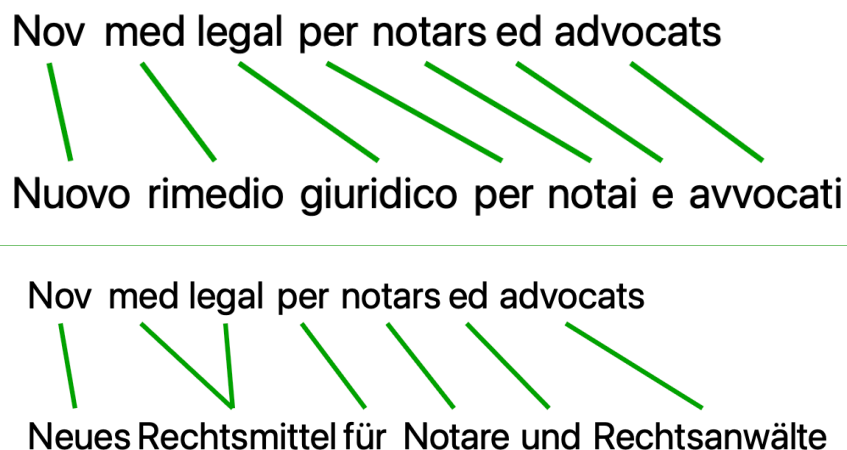 Nov med legal per notars ed advocats
Nuovo rimedio giuridico per notai e avvocati
Nov med legal per notars ed advocats
Neues Rechtsmittel für Notare und Rechtsanwälte